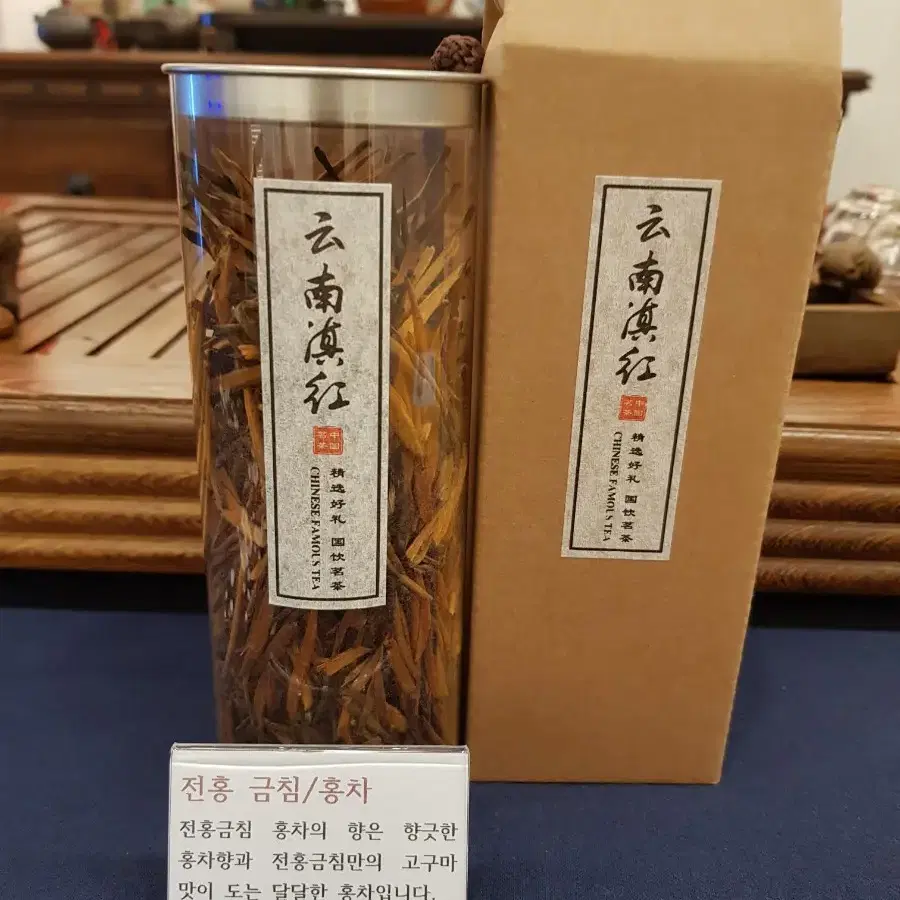 云南滇红
中国
茗茶
精选好礼 国饮茗茶
CHINESE FAMOUS TEA
云南滇红
中国
茗茶
精选好礼 国饮茗茶
CHINESE FAMOUS TEA
전홍 금침/홍차
전홍금침 홍차의 향은 향긋한
홍차향과 전홍금침만의 고구마
맛이 도는 달달한 홍차입니다.